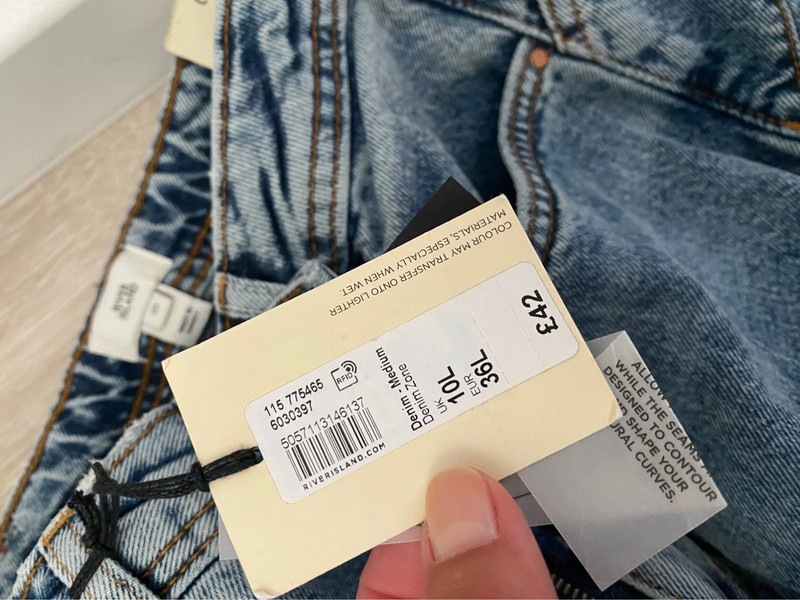 COLOUR MAY TRANSFER ONTO LIGHTER
MATERIALS, ESPECIALLY WHEN WET.
115 775465
6030397
RFID
5057113146137
RIVERISLAND.COM
Denim Medium
Denim Zone
UK
10L
EUR
36L
£42
ALLOW
WHILE THE SEAMS
DESIGNED TO CONTOUR
SHAPE YOUR
CURVES.